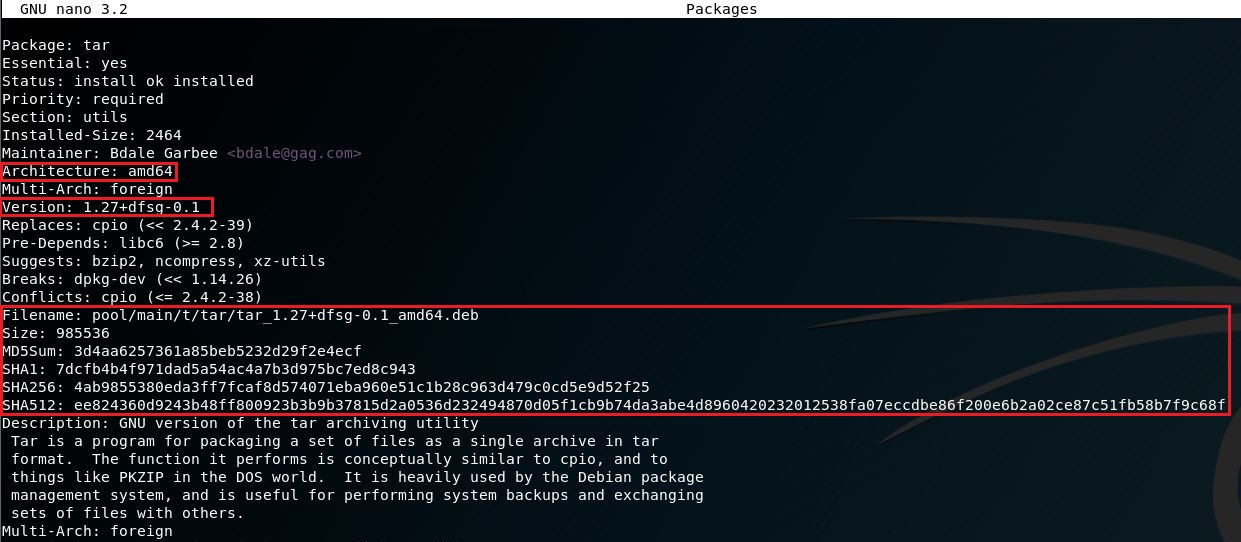 GNU nano 3.2 Packages
Package: tar
Essential: yes
Status: install ok installed
Priority: required
Section: utils
Installed-Size: 2464
Maintainer: Bdale Garbee <bdale@gag.com>
Architecture: amd64
Multi-Arch: foreign
Version: 1.27+dfsg-0.1
Replaces: cpio (<< 2.4.2-39)
Pre-Depends: libc6 (>= 2.8)
Suggests: bzip2, ncompress, xz-utils
Breaks: dpkg-dev (<< 1.14.26)
Conflicts: cpio (<= 2.4.2-38)
Filename: pool/main/t/tar/tar_1.27+dfsg-0.1_amd64.deb
Size: 985536
MD5Sum: 3d4aa6257361a85beb5232d29f2e4ecf
SHA1: 7dcfb4b4f971dad5a54ac4a7b3d975bc7ed8c943
SHA256: 4ab9855380eda3ff7fcaf8d574071eba960e51c1b28c963d479c0cd5e9d52f25
SHA512: ee824360d9243b48ff800923b3b9b37815d2a0536d232494870d05f1cb9b74da3abe4d8960420232012538fa07eccdbe86f200e6b2a02ce87c51fb58b7f9c68f
Description: GNU version of the tar archiving utility
Tar is a program for packaging a set of files as a single archive in tar
format. The function it performs is conceptually similar to cpio, and to
things like PKZIP in the DOS world. It is heavily used by the Debian package
management system, and is useful for performing system backups and exchanging
sets of files with others.
Multi-Arch: foreign